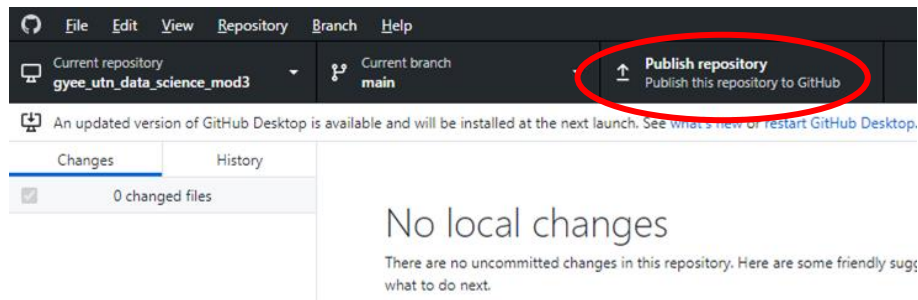 File Edit View Repository Branch Help
Current repository
gyee_utn_data_science_mod3
Current branch
main
Publish repository
Publish this repository to GitHub
An updated version of GitHub Desktop is available and will be installed at the next launch. See what's new or restart GitHub Desktop.
Changes History
0 changed files
No local changes
There are no uncommitted changes in this repository. Here are some friendly sugg
what to do next.